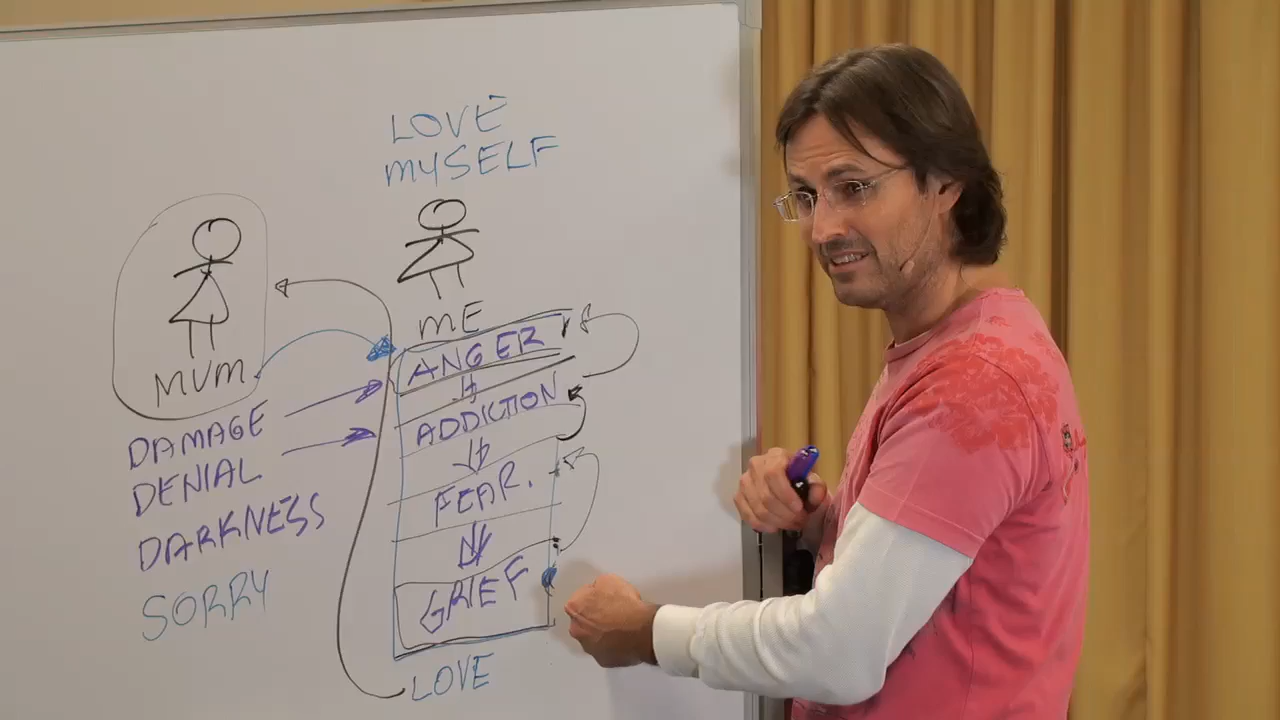 LOVE
MYSELF
ME
MUM
ANGER
ADDICTION
FEAR.
GRIEF
LOVE
DAMAGE
DENIAL
DARKNESS
SORRY